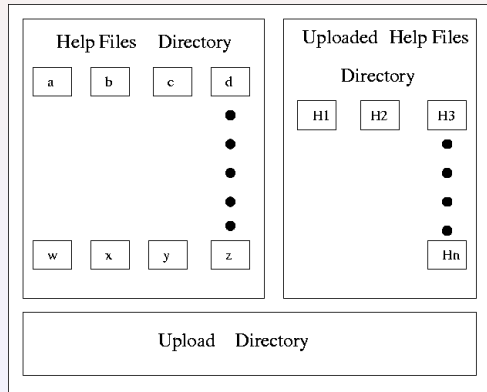 Help Files Directory
a b c d
w x y z
Uploaded Help Files
Directory
H1 H2 H3
Hn
Upload Directory